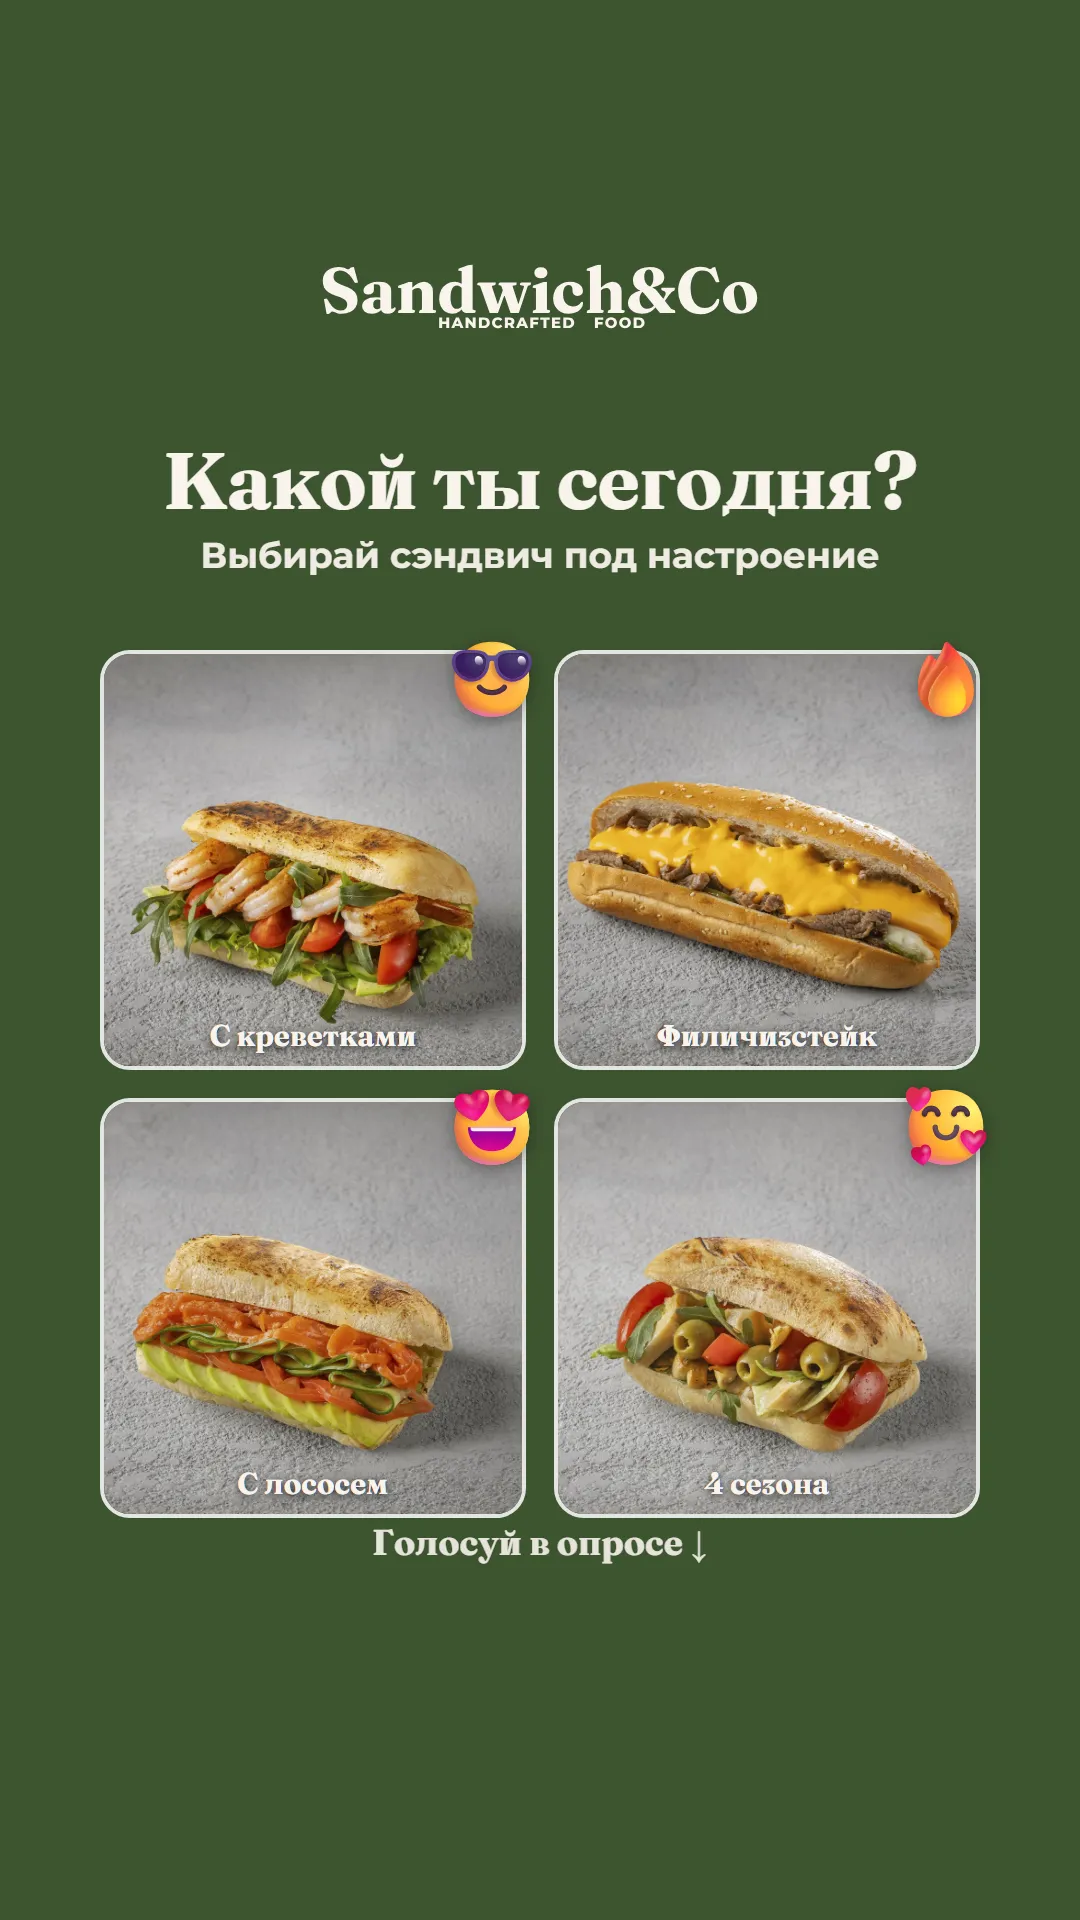 Sandwich&Co
HANDCRAFTED FOOD
Какой ты сегодня?
Выбирай сэндвич под настроение
С креветками
Филичизстейк
С лососем
4 сезона
Голосуй в опросе ↓